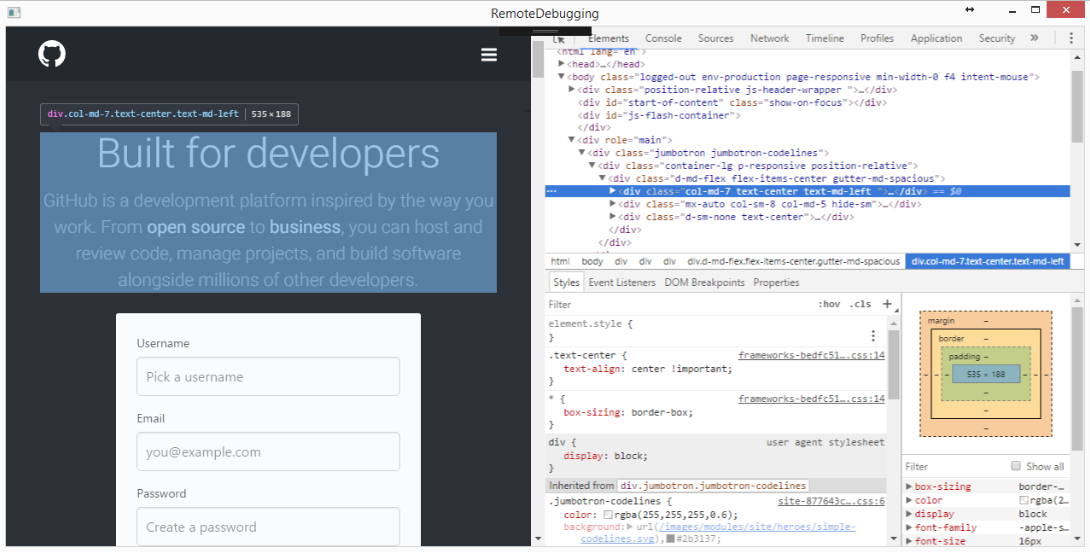 RemoteDebugging
div.col-md-7.text-center.text-md-left | 535 × 188
Built for developers
GitHub is a development platform inspired by the way you
work. From open source to business, you can host and
review code, manage projects, and build software
alongside millions of other developers.
Username
Pick a username
Email
you@example.com
Password
Create a password
Elements Console Sources Network Timeline Profiles Application Security »
<html lang="en">
▶<head>…</head>
▼<body class="logged-out env-production page-responsive min-width-0 f4 intent-mouse">
▶<div class="position-relative js-header-wrapper ">…</div>
<div id="start-of-content" class="show-on-focus"></div>
<div id="js-flash-container">
</div>
▼<div role="main">
▼<div class="jumbotron jumbotron-codelines">
▼<div class="container-lg p-responsive position-relative">
▼<div class="d-md-flex flex-items-center gutter-md-spacious">
… ▶<div class="col-md-7 text-center text-md-left ">…</div> == $0
▶<div class="mx-auto col-sm-8 col-md-5 hide-sm">…</div>
▶<div class="d-sm-none text-center">…</div>
</div>
</div>
html body div div div div.d-md-flex.flex-items-center.gutter-md-spacious div.col-md-7.text-center.text-md-left
Styles Event Listeners DOM Breakpoints Properties
Filter :hov .cls +
element.style {
}
.text-center { frameworks-bedfc51….css:14
text-align: center !important;
}
* { frameworks-bedfc51….css:14
box-sizing: border-box;
}
div { user agent stylesheet
display: block;
}
Inherited from div.jumbotron.jumbotron-codelines
.jumbotron-codelines { site-877643c….css:6
color: rgba(255,255,255,0.6);
background:▶url(/images/modules/site/heroes/simple-
codelines.svg),#2b3137;
margin –
border –
padding –
– – – 535 × 188 – – –
–
–
–
Filter Show all
▶box-sizing border-…
▶color rgba(2…
▶display block
▶font-family -apple-s…
▶font-size 16px